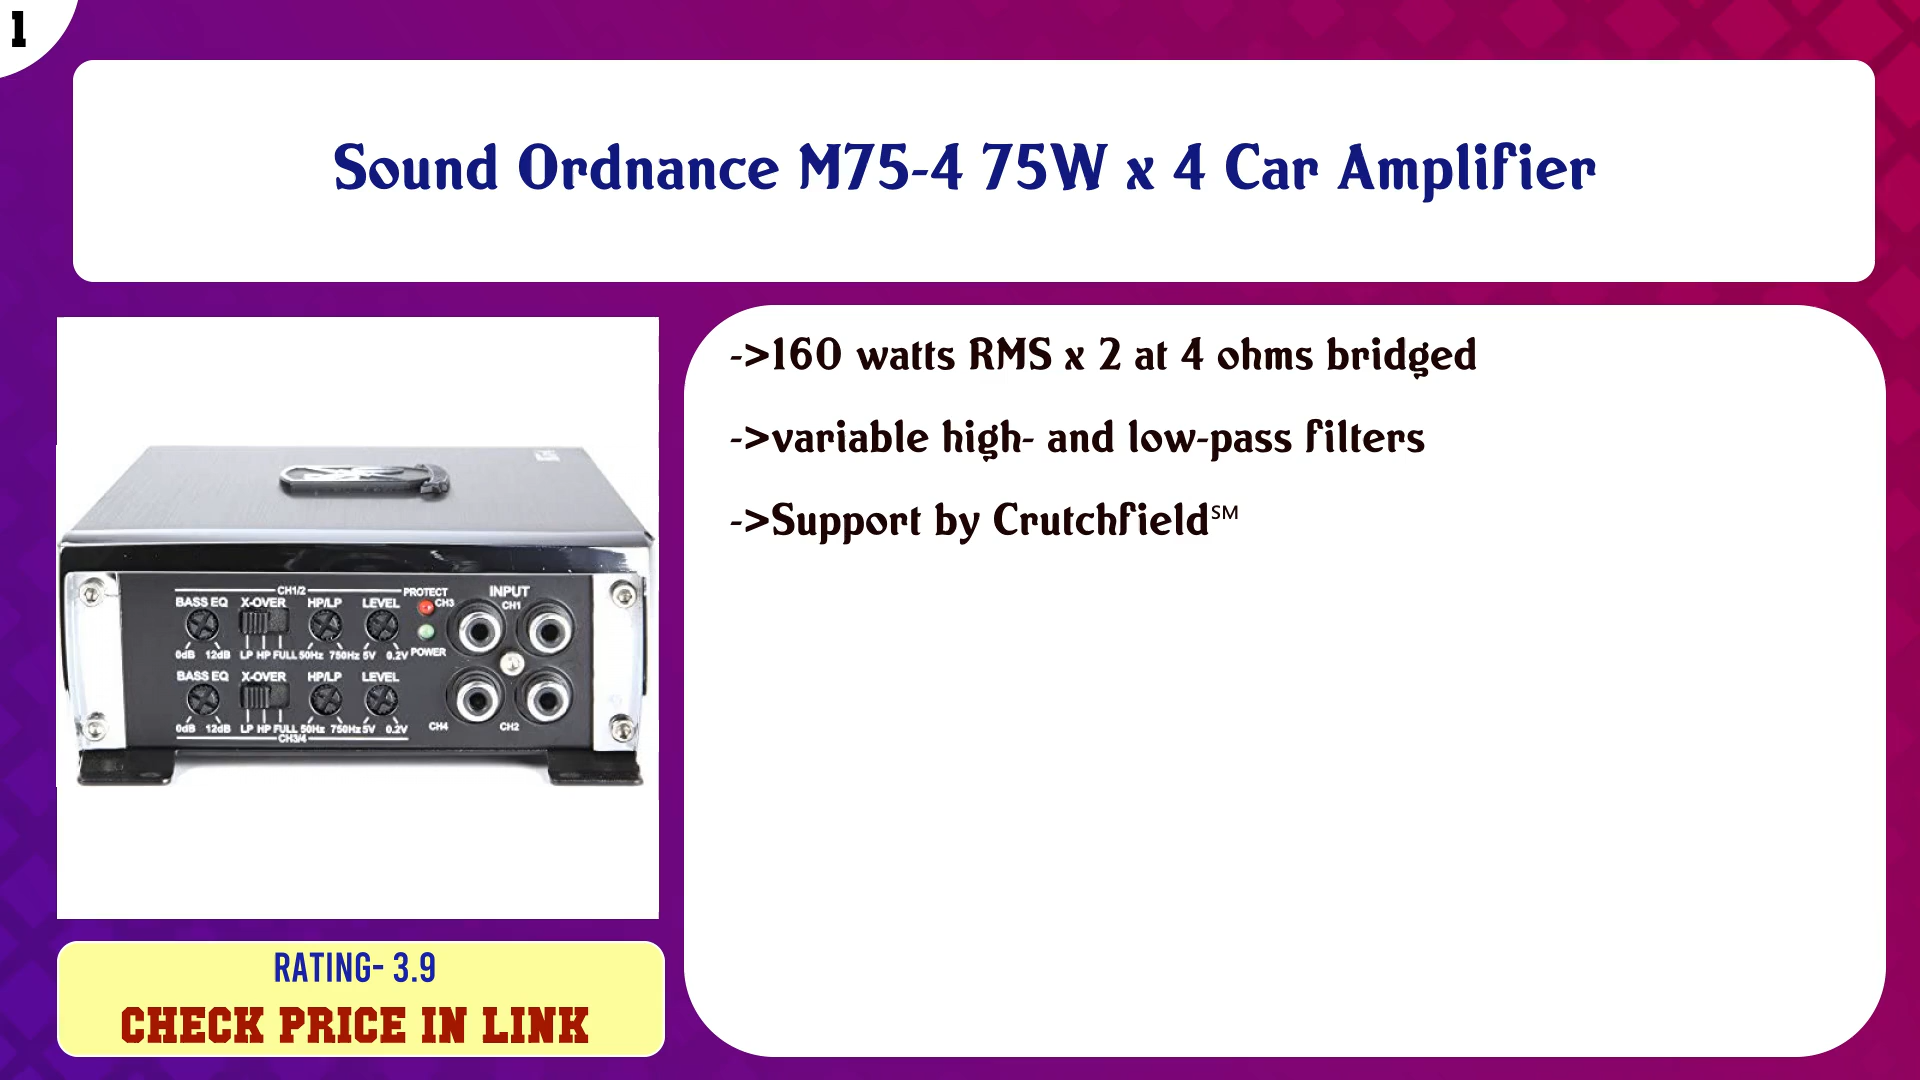 1
Sound Ordnance M75-4 75W x 4 Car Amplifier
->160 watts RMS x 2 at 4 ohms bridged
->variable high- and low-pass filters
->Support by Crutchfield℠
CH1/2
PROTECT
INPUT
BASS EQ X-OVER HP/LP LEVEL
CH3 CH1
0dB 12dB LP HP FULL 50Hz 750Hz 5V 0.2V
POWER
BASS EQ X-OVER HP/LP LEVEL
0dB 12dB LP HP FULL 50Hz 750Hz 5V 0.2V
CH4 CH2
CH3/4
RATING- 3.9
CHECK PRICE IN LINK